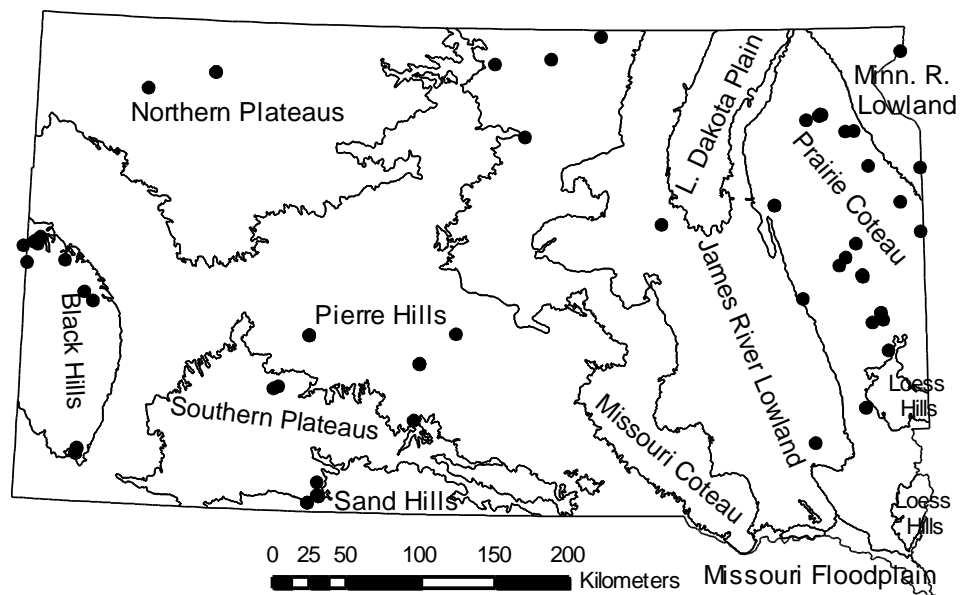 Northern Plateaus
L. Dakota Plain
Minn. R.
Lowland
Prairie Coteau
Black Hills
Pierre Hills
James River Lowland
Southern Plateaus
Missouri Coteau
Loess
Hills
Sand Hills
Loess
Hills
0 25 50 100 150 200
Kilometers
Missouri Floodplain